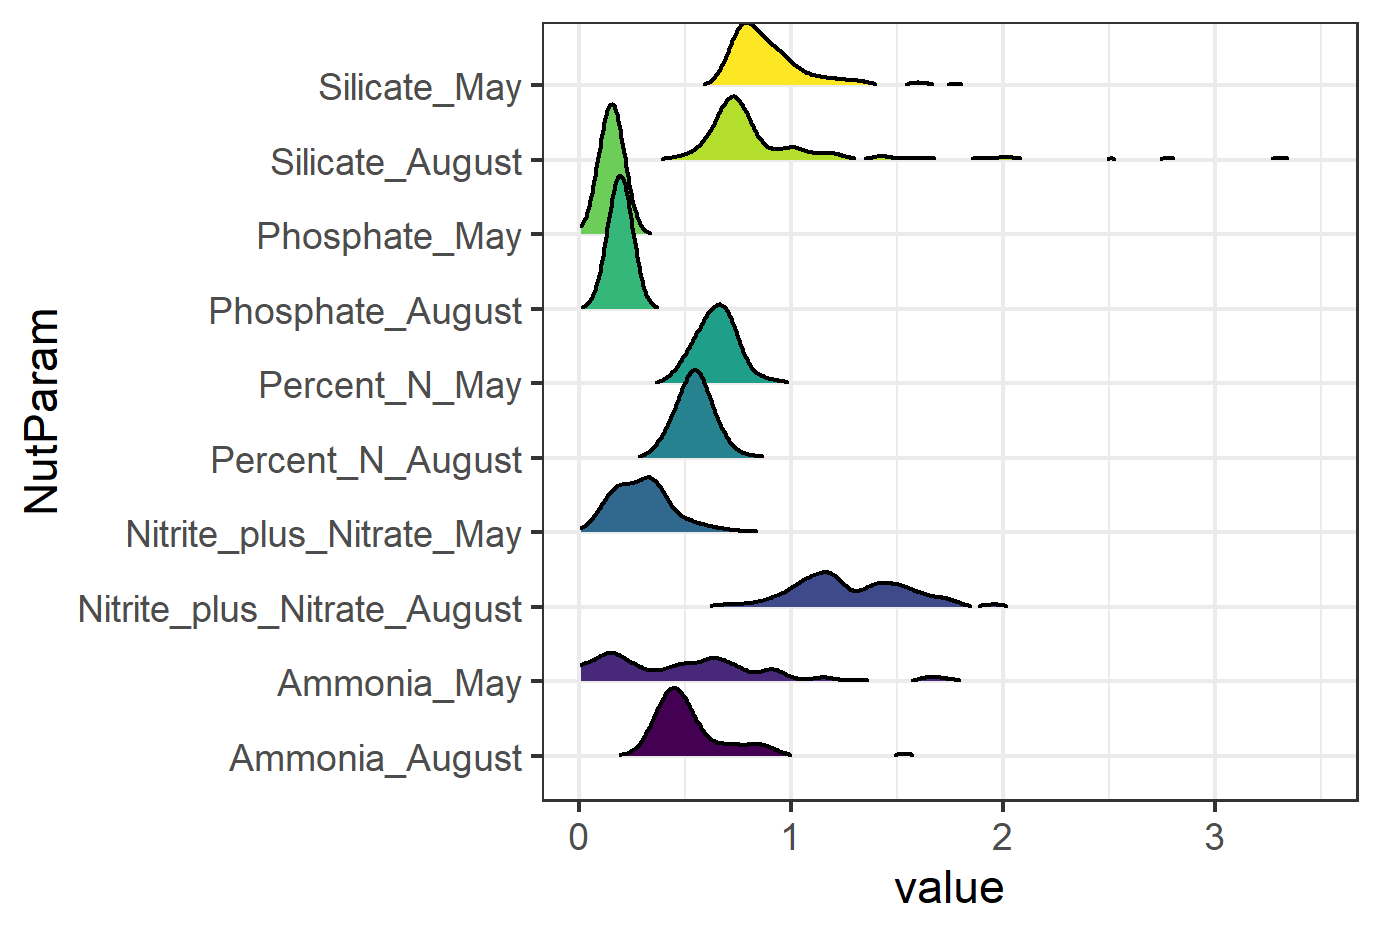 NutParam
Silicate_May
Silicate_August
Phosphate_May
Phosphate_August
Percent_N_May
Percent_N_August
Nitrite_plus_Nitrate_May
Nitrite_plus_Nitrate_August
Ammonia_May
Ammonia_August
0 1 2 3
value